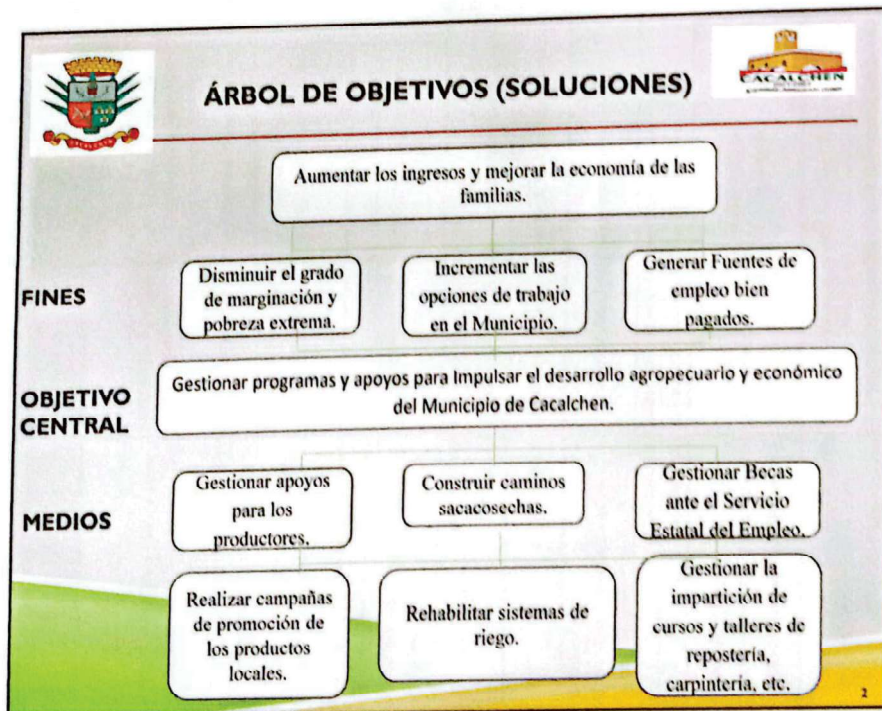 ÁRBOL DE OBJETIVOS (SOLUCIONES)
CACALCHEN
Aumentar los ingresos y mejorar la economía de las
familias.
FINES
Disminuir el grado
de marginación y
pobreza extrema.
Incrementar las
opciones de trabajo
en el Municipio.
Generar Fuentes de
empleo bien
pagados.
OBJETIVO
CENTRAL
Gestionar programas y apoyos para Impulsar el desarrollo agropecuario y económico
del Municipio de Cacalchen.
MEDIOS
Gestionar apoyos
para los
productores.
Construir caminos
sacacosechas.
Gestionar Becas
ante el Servicio
Estatal del Empleo.
Realizar campañas
de promoción de
los productos
locales.
Rehabilitar sistemas de
riego.
Gestionar la
impartición de
cursos y talleres de
repostería,
carpintería, etc.
2